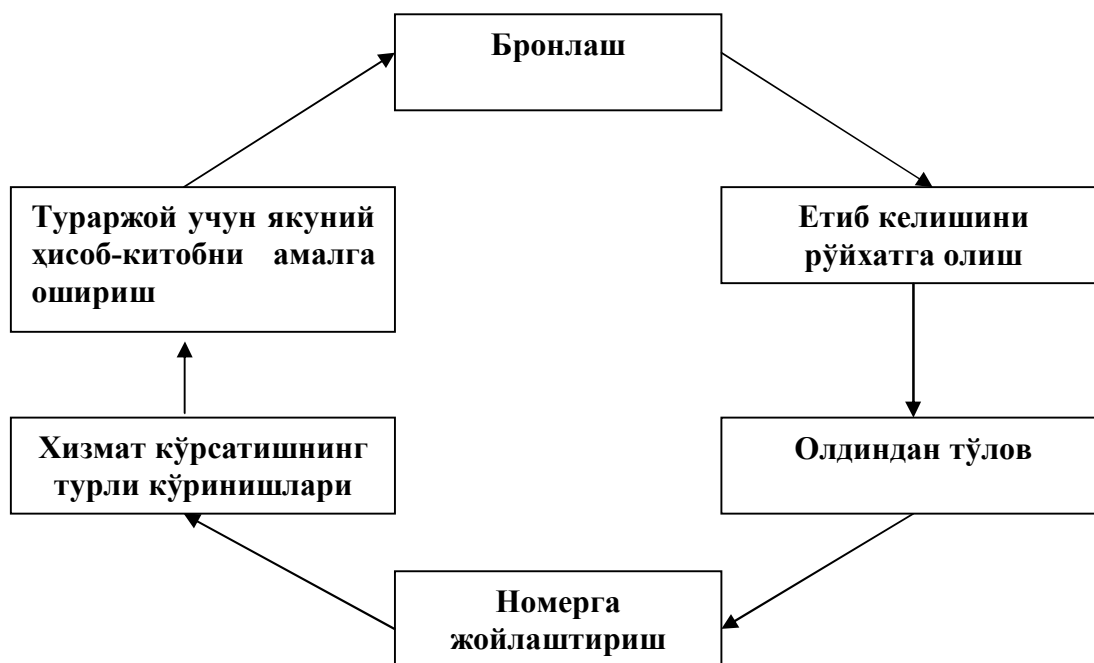 Бронлаш
Етиб келишини
рўйхатга олиш
Олдиндан тўлов
Номерга
жойлаштириш
Хизмат кўрсатишнинг
турли кўринишлари
Тураржой учун якуний
ҳисоб-китобни амалга
ошириш